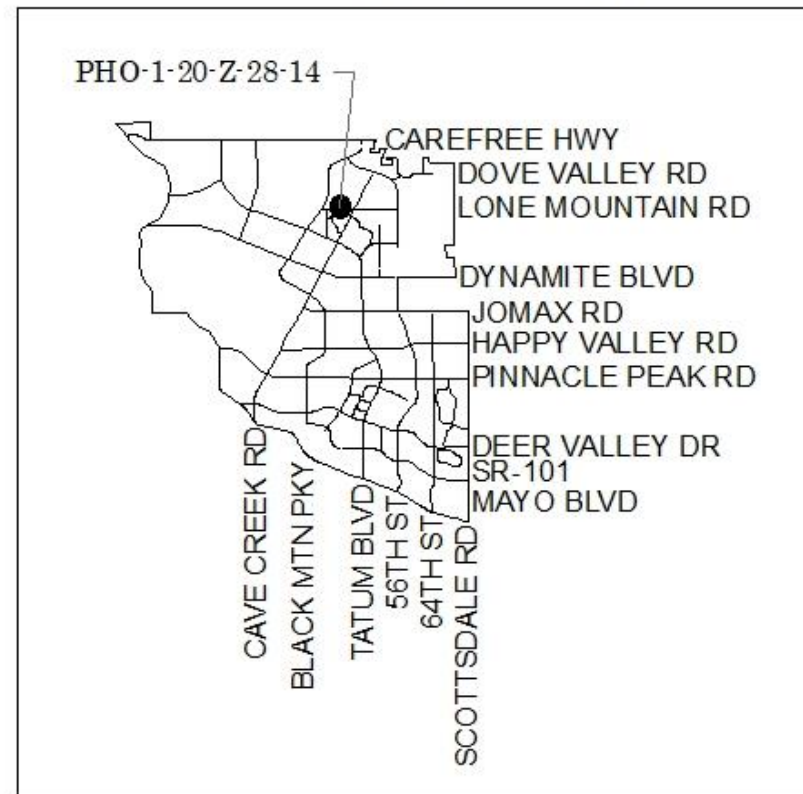 PHO-1-20-Z-28-14
CAREFREE HWY
DOVE VALLEY RD
LONE MOUNTAIN RD
DYNAMITE BLVD
JOMAX RD
HAPPY VALLEY RD
PINNACLE PEAK RD
DEER VALLEY DR
SR-101
MAYO BLVD
CAVE CREEK RD
BLACK MTN PKY
TATUM BLVD
56TH ST
64TH ST
SCOTTSDALE RD